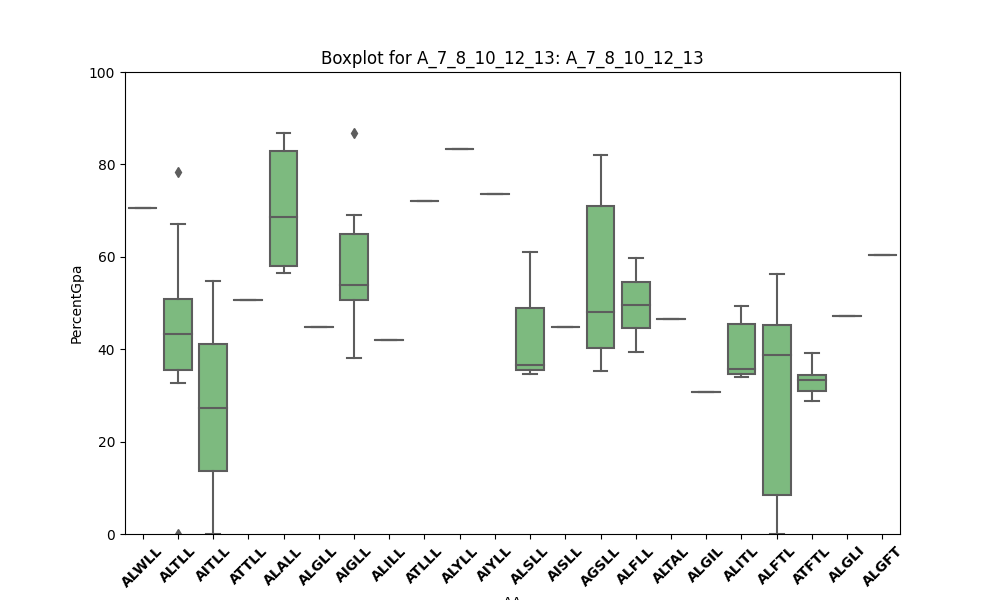 Boxplot for A_7_8_10_12_13: A_7_8_10_12_13
100
80
60
40
20
0
PercentGpa
ALWLL
ALTLL
AITLL
ATTLL
ALALL
ALGLL
AIGLL
ALILL
ATLLL
ALYLL
AIYLL
ALSLL
AISLL
AGSLL
ALFLL
ALTAL
ALGIL
ALITL
ALFTL
ATFTL
ALGLI
ALGFT